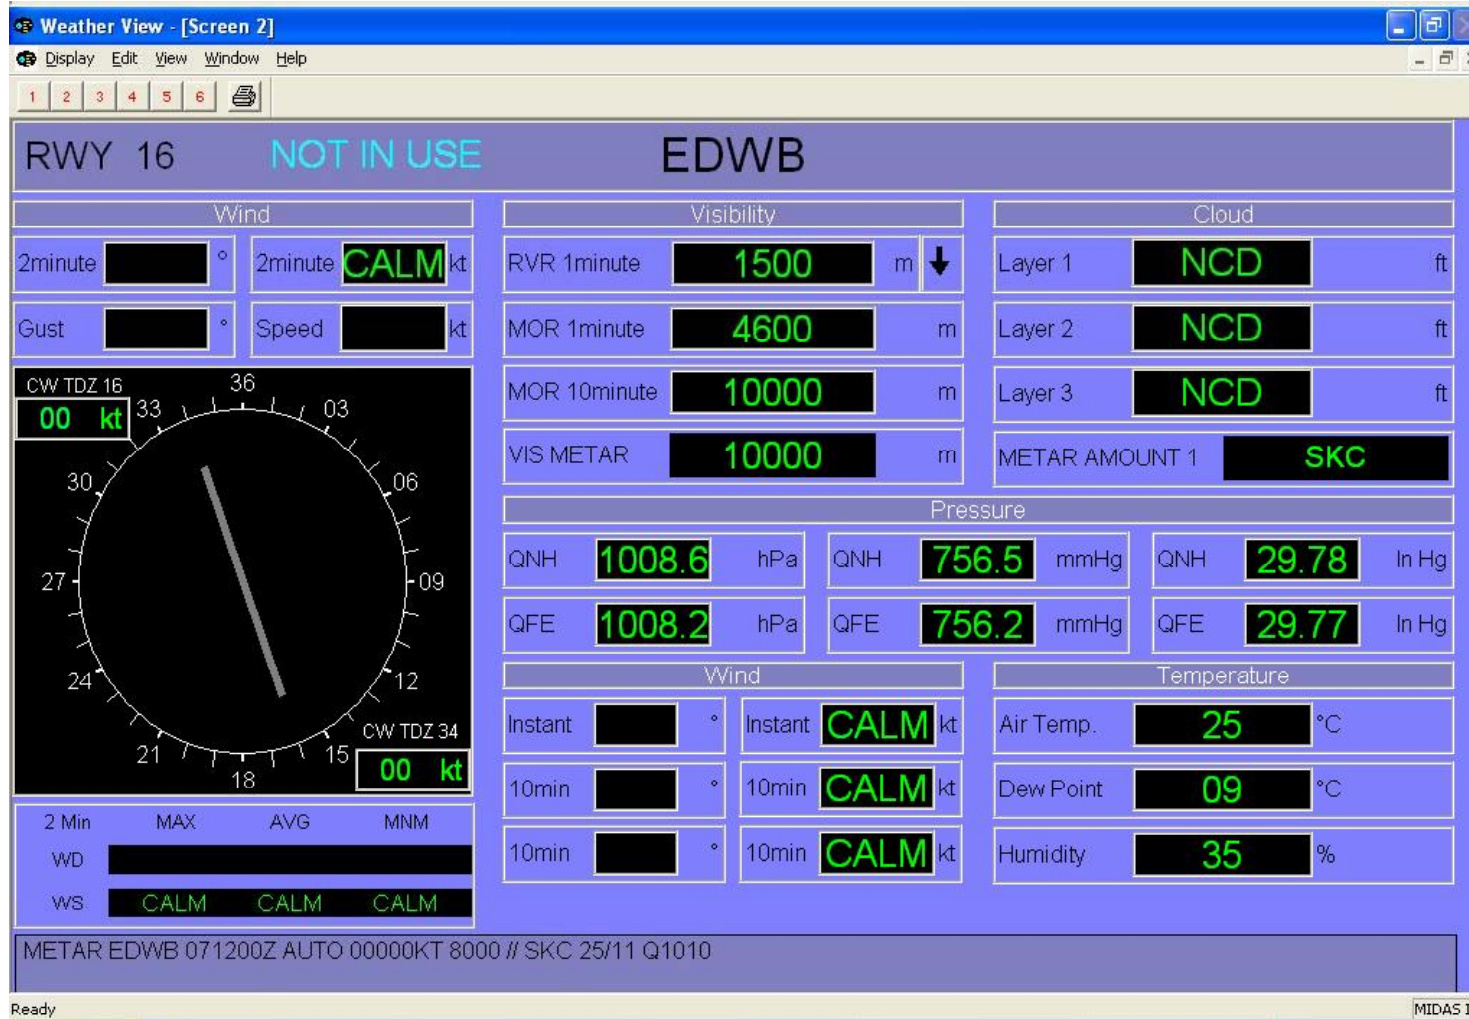 Weather View - [Screen 2]
Display Edit View Window Help
1 2 3 4 5 6
RWY 16 NOT IN USE EDWB
Wind
2minute ° 2minute CALM kt
Gust ° Speed kt
CW TDZ 16
00 kt
36
33 03
30 06
27 09
24 12
21 15
18
CW TDZ 34
00 kt
2 Min MAX AVG MNM
WD
WS CALM CALM CALM
Visibility
RVR 1minute 1500 m
MOR 1minute 4600 m
MOR 10minute 10000 m
VIS METAR 10000 m
Cloud
Layer 1 NCD ft
Layer 2 NCD ft
Layer 3 NCD ft
METAR AMOUNT 1 SKC
Pressure
QNH 1008.6 hPa QNH 756.5 mmHg QNH 29.78 In Hg
QFE 1008.2 hPa QFE 756.2 mmHg QFE 29.77 In Hg
Wind
Instant ° Instant CALM kt
10min ° 10min CALM kt
10min ° 10min CALM kt
Temperature
Air Temp. 25 °C
Dew Point 09 °C
Humidity 35 %
METAR EDWB 071200Z AUTO 00000KT 8000 // SKC 25/11 Q1010
Ready MIDAS